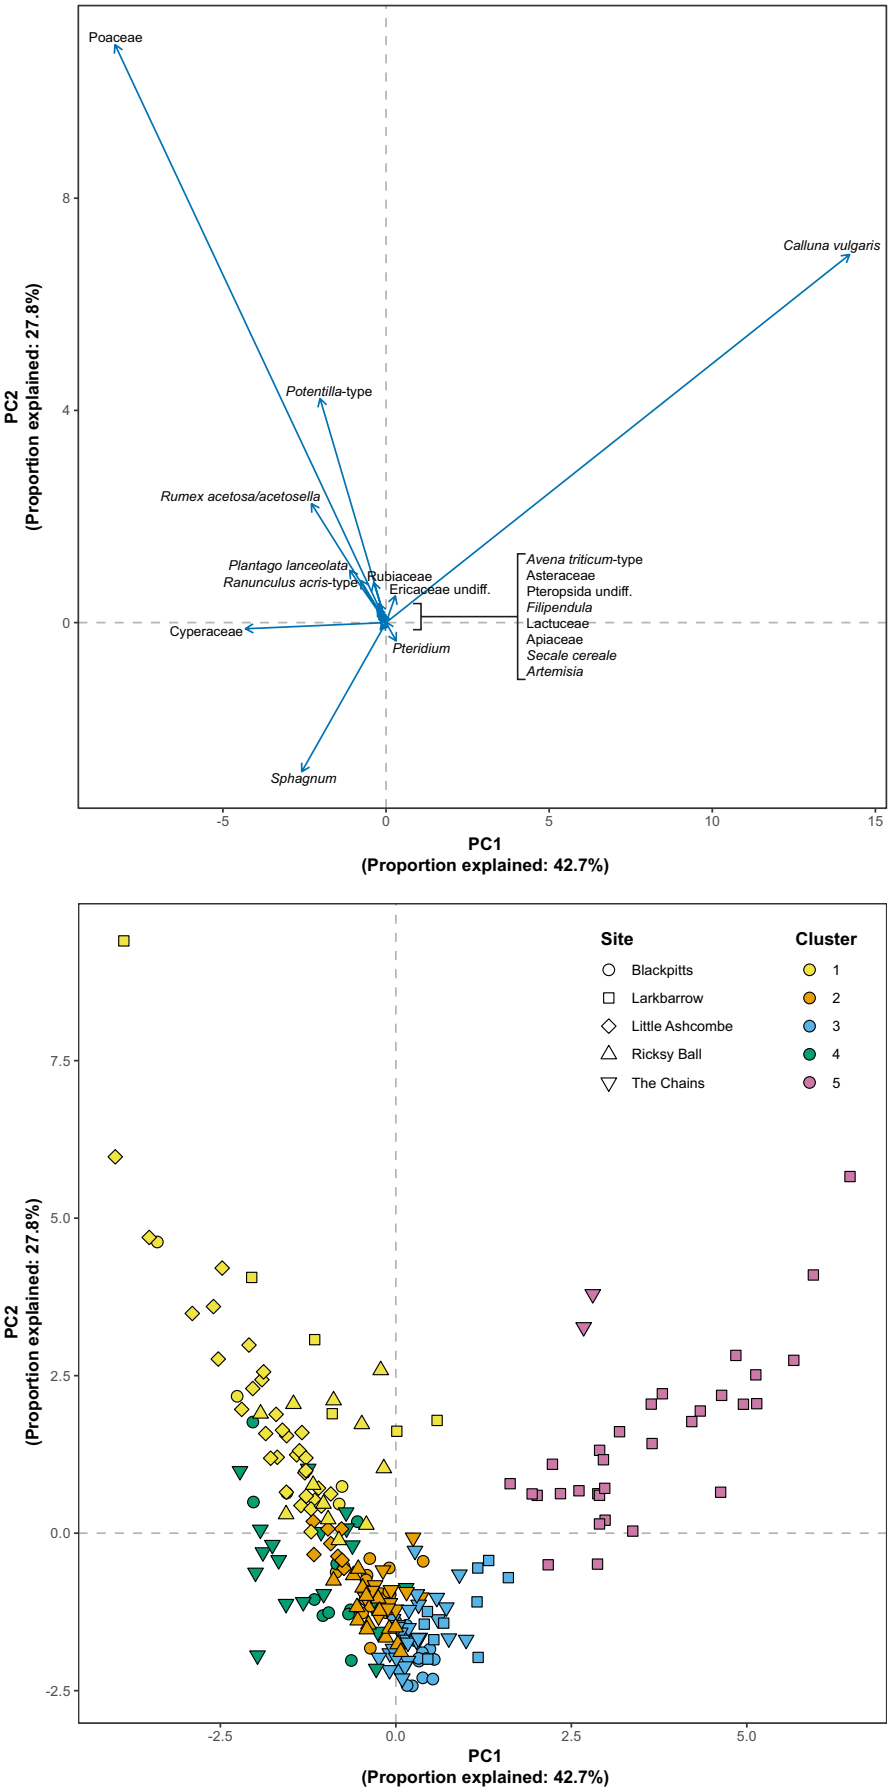 Poaceae
8
Calluna vulgaris
PC2
(Proportion explained: 27.8%)
4
Potentilla-type
Rumex acetosa/acetosella
Plantago lanceolata
Rubiaceae
Ranunculus acris-type
Ericaceae undiff.
Avena triticum-type
Asteraceae
Pteropsida undiff.
Filipendula
Lactuceae
Apiaceae
Secale cereale
Artemisia
0
Cyperaceae
Pteridium
Sphagnum
-5
0
5
10
15
PC1
(Proportion explained: 42.7%)
Site
Blackpitts
Larkbarrow
Little Ashcombe
Ricksy Ball
The Chains
Cluster
1
2
3
4
5
7.5
5.0
2.5
0.0
-2.5
PC2
(Proportion explained: 27.8%)
-2.5
0.0
2.5
5.0
PC1
(Proportion explained: 42.7%)